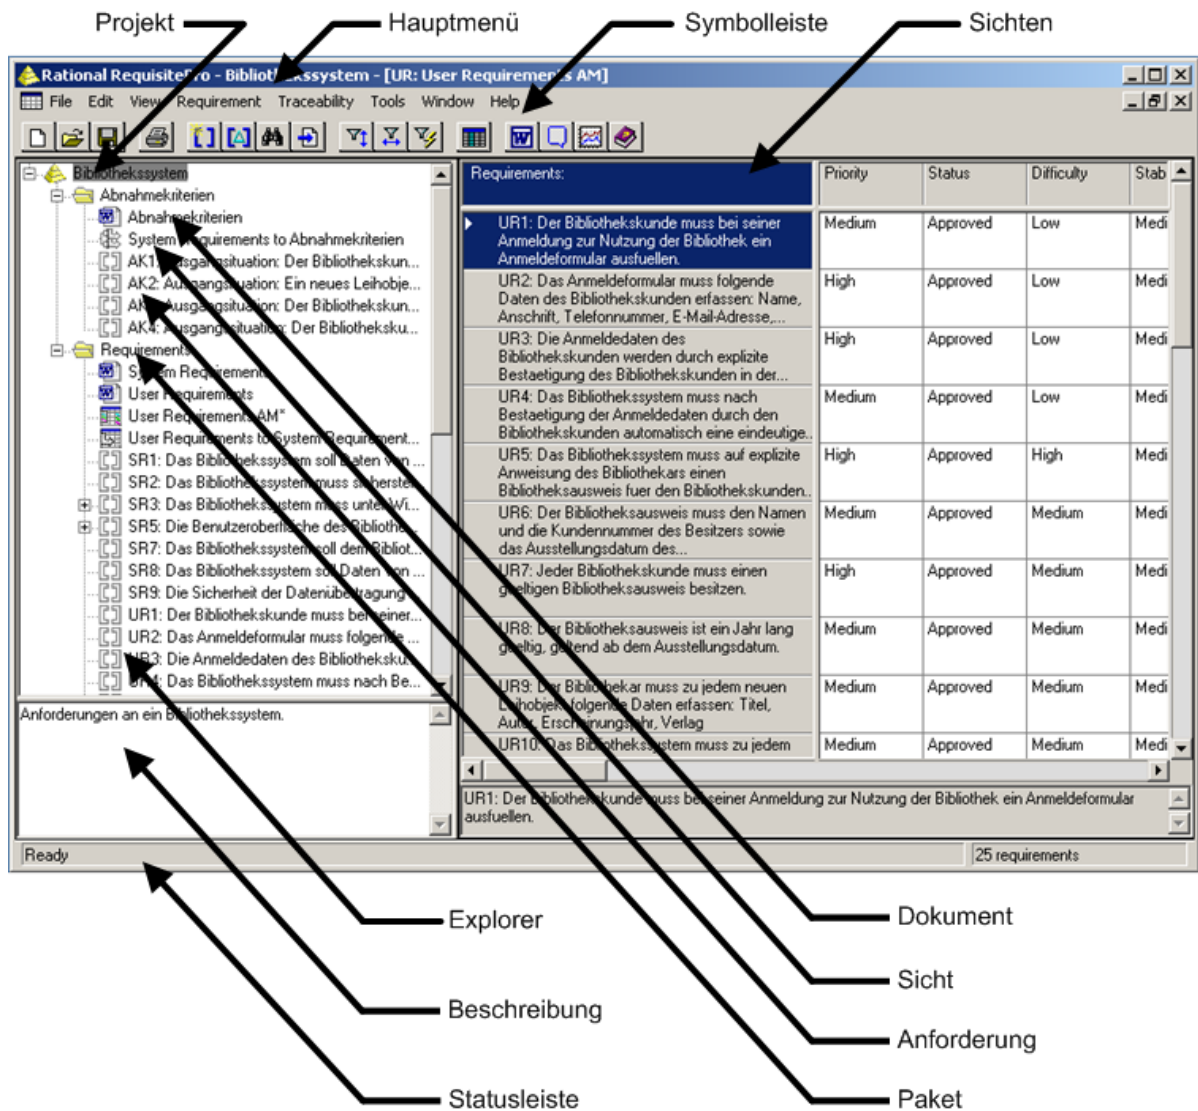 Projekt
Hauptmenü
Symbolleiste
Sichten
Rational RequisitePro - Bibliothekssystem - [UR: User Requirements AM]
File Edit View Requirement Traceability Tools Window Help
Bibliothekssystem
Abnahmekriterien
Abnahmekriterien
System Requirements to Abnahmekriterien
AK1: Ausgangsituation: Der Bibliothekskun...
AK2: Ausgangsituation: Ein neues Leihobje...
AK3: Ausgangsituation: Der Bibliothekskun...
AK4: Ausgangsituation: Der Bibliotheksku...
Requirements
System Requirements
User Requirements
User Requirements AM*
User Requirements to System Requirement...
SR1: Das Bibliothekssystem soll Daten von ...
SR2: Das Bibliothekssystem muss sicherstel...
SR3: Das Bibliothekssystem muss unter Wi...
SR5: Die Benutzeroberfläche des Bibliothe...
SR7: Das Bibliothekssystem soll dem Bibliot...
SR8: Das Bibliothekssystem soll Daten von ...
SR9: Die Sicherheit der Datenübertragung
UR1: Der Bibliothekskunde muss bei seiner...
UR2: Das Anmeldeformular muss folgende ...
UR3: Die Anmeldedaten des Bibliotheksku...
UR4: Das Bibliothekssystem muss nach Be...
Anforderungen an ein Bibliothekssystem.
Requirements: Priority Status Difficulty Stab
UR1: Der Bibliothekskunde muss bei seiner Medium Approved Low Medi
Anmeldung zur Nutzung der Bibliothek ein
Anmeldeformular ausfuellen.
UR2: Das Anmeldeformular muss folgende High Approved Low Medi
Daten des Bibliothekskunden erfassen: Name,
Anschrift, Telefonnummer, E-Mail-Adresse,...
UR3: Die Anmeldedaten des High Approved Low Medi
Bibliothekskunden werden durch explizite
Bestaetigung des Bibliothekskunden in der...
UR4: Das Bibliothekssystem muss nach Medium Approved Low Medi
Bestaetigung der Anmeldedaten durch den
Bibliothekskunden automatisch eine eindeutige..
UR5: Das Bibliothekssystem muss auf explizite High Approved High Medi
Anweisung des Bibliothekars einen
Bibliotheksausweis fuer den Bibliothekskunden..
UR6: Der Bibliotheksausweis muss den Namen Medium Approved Medium Medi
und die Kundennummer des Besitzers sowie
das Ausstellungsdatum des...
UR7: Jeder Bibliothekskunde muss einen High Approved Medium Medi
gueltigen Bibliotheksausweis besitzen.
UR8: Der Bibliotheksausweis ist ein Jahr lang Medium Approved Medium Medi
gueltig, geltend ab dem Ausstellungsdatum.
UR9: Der Bibliothekar muss zu jedem neuen Medium Approved Medium Medi
Leihobjekt folgende Daten erfassen: Titel,
Autor, Erscheinungsjahr, Verlag
UR10: Das Bibliothekssystem muss zu jedem Medium Approved Medium Medi
UR1: Der Bibliothekskunde muss bei seiner Anmeldung zur Nutzung der Bibliothek ein Anmeldeformular
ausfuellen.
Ready
25 requirements
Explorer
Beschreibung
Statusleiste
Dokument
Sicht
Anforderung
Paket